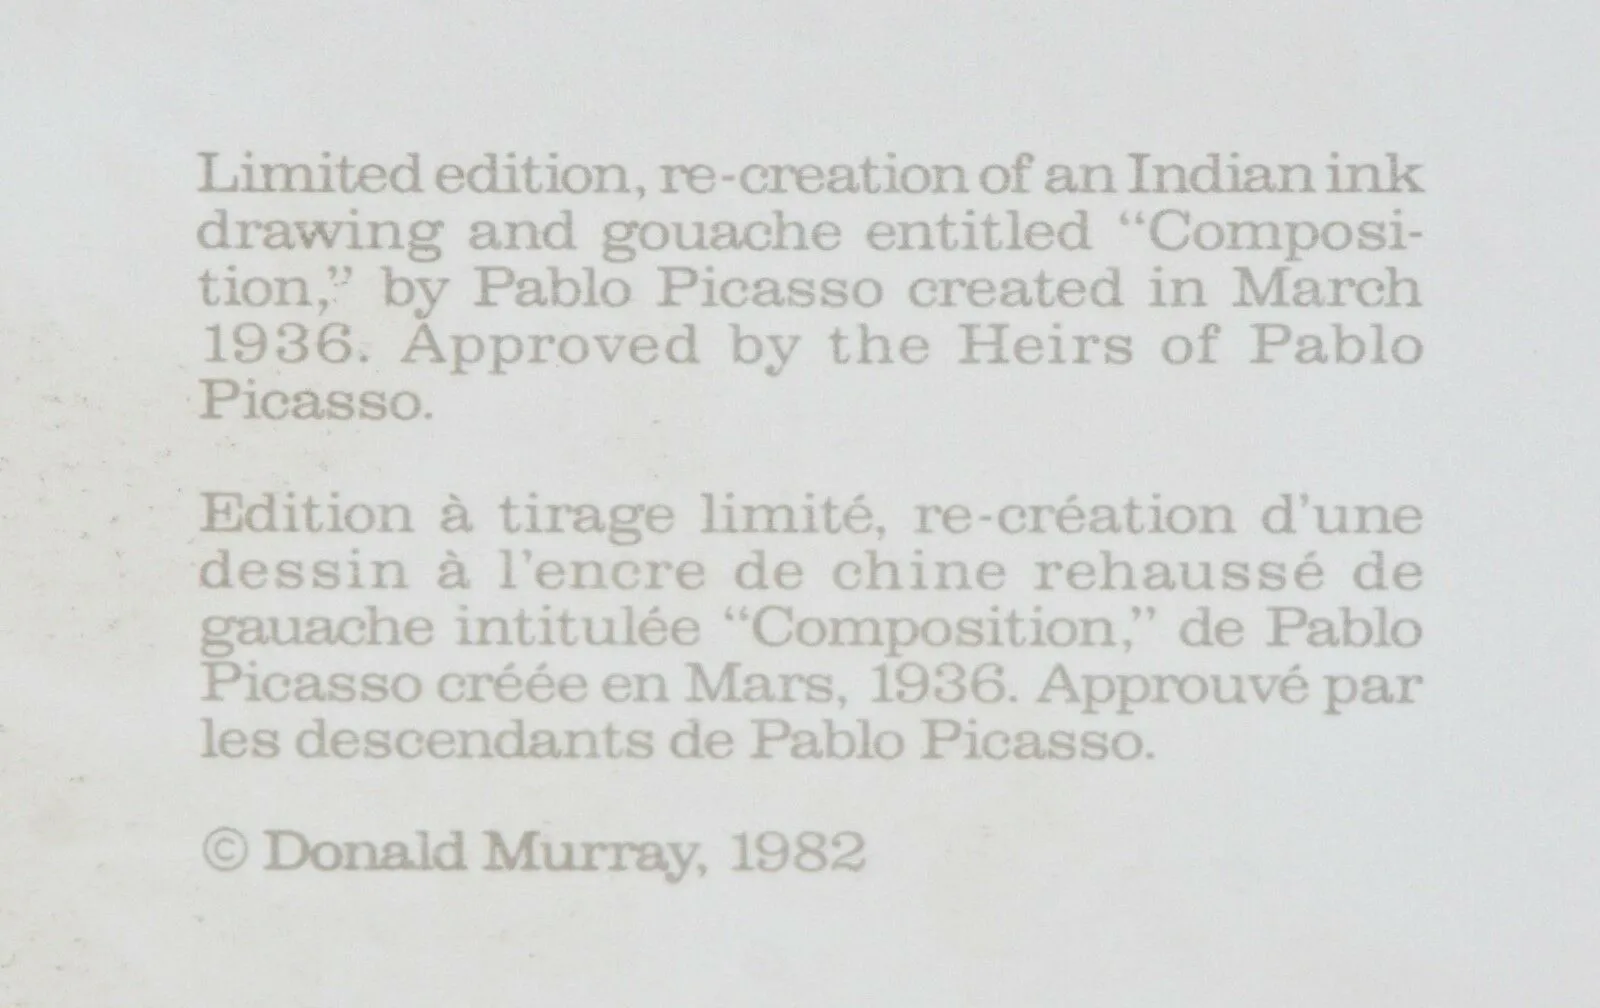 Limited edition, re-creation of an Indian ink
drawing and gouache entitled “Composi-
tion,” by Pablo Picasso created in March
1936. Approved by the Heirs of Pablo
Picasso.
Edition à tirage limité, re-création d’une
dessin à l’encre de chine rehaussé de
gauache intitulée “Composition,” de Pablo
Picasso créée en Mars, 1936. Approuvé par
les descendants de Pablo Picasso.
© Donald Murray, 1982